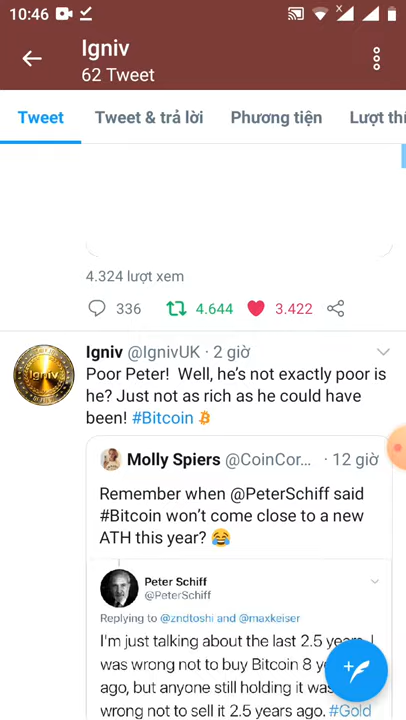 10:46
Igniv
62 Tweet
Tweet Tweet & trả lời Phương tiện Lượt thí
4.324 lượt xem
336 4.644 3.422
Igniv @IgnivUK · 2 giờ
Poor Peter! Well, he's not exactly poor is
he? Just not as rich as he could have
been! #Bitcoin
Igniv
Molly Spiers @CoinCor... · 12 giờ
Remember when @PeterSchiff said
#Bitcoin won't come close to a new
ATH this year? 😂
Peter Schiff
@PeterSchiff
Replying to @zndtoshi and @maxkeiser
I'm just talking about the last 2.5 years. I
was wrong not to buy Bitcoin 8
ago, but anyone still holding it
wrong not to sell it 2.5 years ago. #Gold